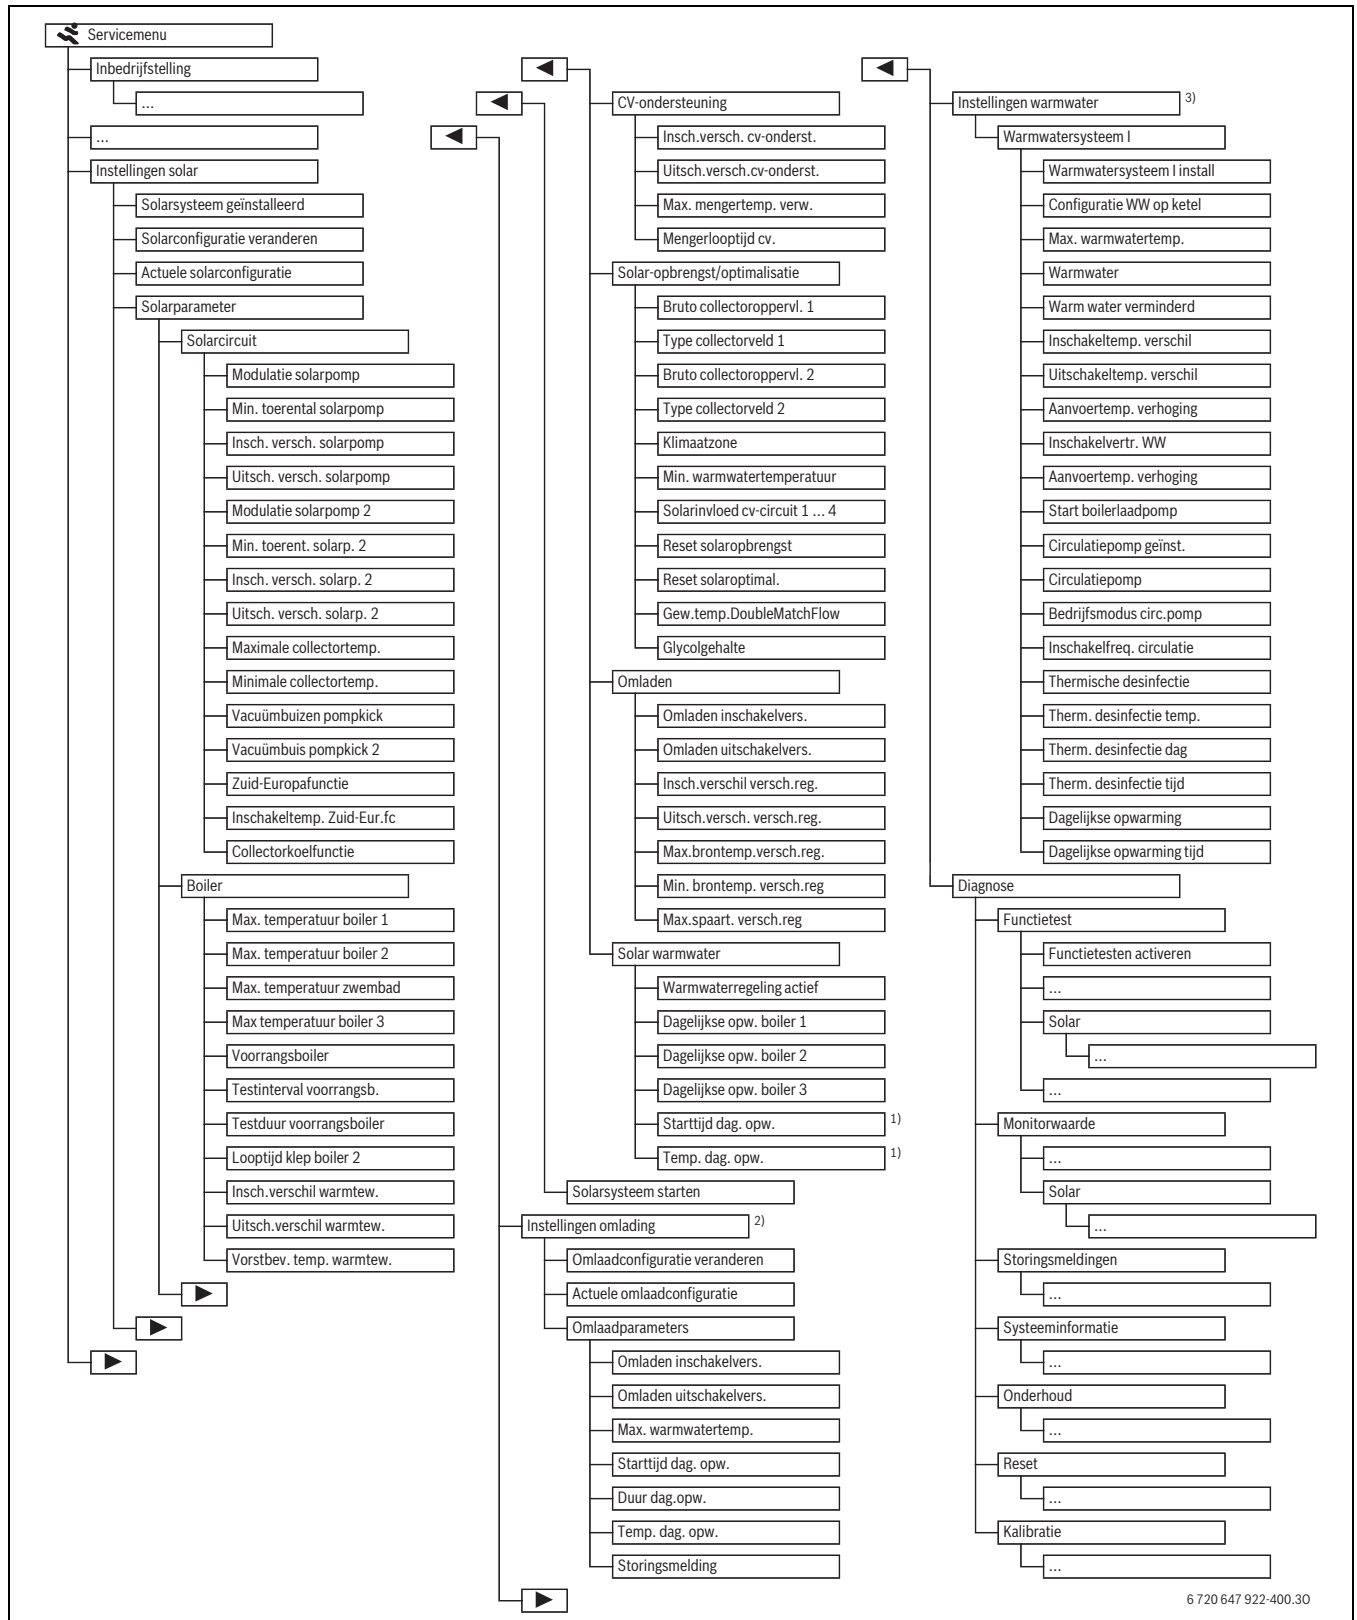 Servicemenu
Inbedrijfstelling
...
...
Instellingen solar
Solarsysteem geïnstalleerd
Solarconfiguratie veranderen
Actuele solarconfiguratie
Solarparameter
Solarcircuit
Modulatie solarpomp
Min. toerental solarpomp
Insch. versch. solarpomp
Uitsch. versch. solarpomp
Modulatie solarpomp 2
Min. toerent. solarp. 2
Insch. versch. solarp. 2
Uitsch. versch. solarp. 2
Maximale collectortemp.
Minimale collectortemp.
Vacuümbuizen pompkick
Vacuümbuis pompkick 2
Zuid-Europafunctie
Inschakeltemp. Zuid-Eur.fc
Collectorkoelfunctie
Boiler
Max. temperatuur boiler 1
Max. temperatuur boiler 2
Max. temperatuur zwembad
Max temperatuur boiler 3
Voorrangsboiler
Testinterval voorrangsb.
Testduur voorrangsboiler
Looptijd klep boiler 2
Insch.verschil warmtew.
Uitsch.verschil warmtew.
Vorstbev. temp. warmtew.
CV-ondersteuning
Insch.versch. cv-onderst.
Uitsch.versch.cv-onderst.
Max. mengertemp. verw.
Mengerlooptijd cv.
Solar-opbrengst/optimalisatie
Bruto collectoroppervl. 1
Type collectorveld 1
Bruto collectoroppervl. 2
Type collectorveld 2
Klimaatzone
Min. warmwatertemperatuur
Solarinvloed cv-circuit 1 ... 4
Reset solaropbrengst
Reset solaroptimal.
Gew.temp.DoubleMatchFlow
Glycolgehalte
Omladen
Omladen inschakelvers.
Omladen uitschakelvers.
Insch.verschil versch.reg.
Uitsch.versch. versch.reg.
Max.brontemp.versch.reg.
Min. brontemp. versch.reg
Max.spaart. versch.reg
Solar warmwater
Warmwaterregeling actief
Dagelijkse opw. boiler 1
Dagelijkse opw. boiler 2
Dagelijkse opw. boiler 3
Starttijd dag. opw. 1)
Temp. dag. opw. 1)
Solarsysteem starten
Instellingen omlading 2)
Omlaadconfiguratie veranderen
Actuele omlaadconfiguratie
Omlaadparameters
Omladen inschakelvers.
Omladen uitschakelvers.
Max. warmwatertemp.
Starttijd dag. opw.
Duur dag.opw.
Temp. dag. opw.
Storingsmelding
Instellingen warmwater 3)
Warmwatersysteem I
Warmwatersysteem I install
Configuratie WW op ketel
Max. warmwatertemp.
Warmwater
Warm water verminderd
Inschakeltemp. verschil
Uitschakeltemp. verschil
Aanvoertemp. verhoging
Inschakelvertr. WW
Aanvoertemp. verhoging
Start boilerlaadpomp
Circulatiepomp geïnst.
Circulatiepomp
Bedrijfsmodus circ.pomp
Inschakelfreq. circulatie
Thermische desinfectie
Therm. desinfectie temp.
Therm. desinfectie dag
Therm. desinfectie tijd
Dagelijkse opwarming
Dagelijkse opwarming tijd
Diagnose
Functietest
Functietesten activeren
...
Solar
...
...
Monitorwaarde
...
Solar
...
Storingsmeldingen
...
Systeeminformatie
...
Onderhoud
...
Reset
...
Kalibratie
...
6 720 647 922-400.3O